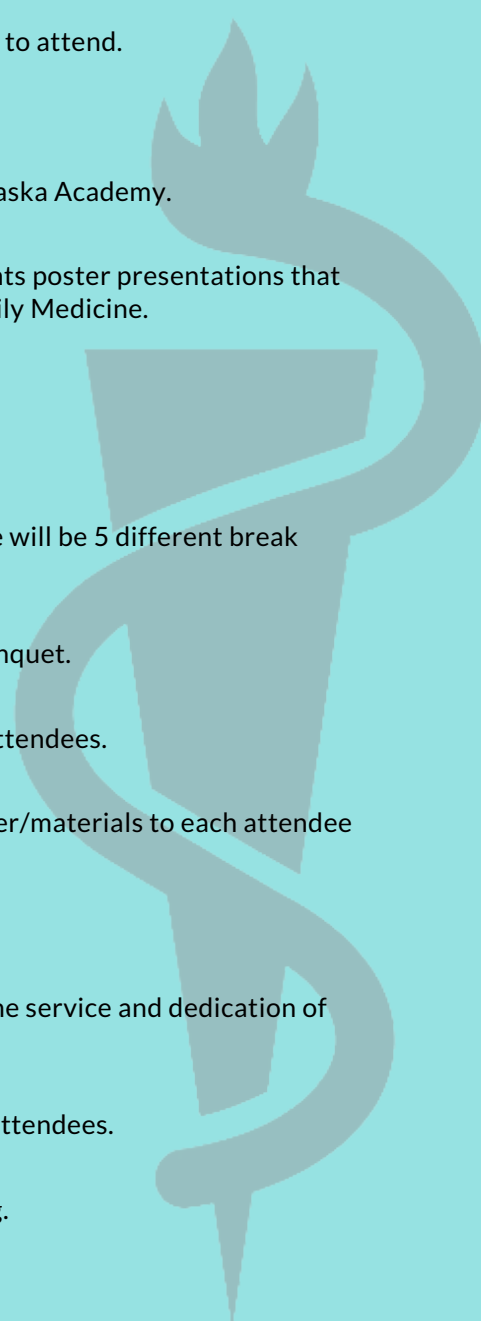 to attend.
aska Academy.
nts poster presentations that
ily Medicine.
e will be 5 different break
nquet.
ttendees.
er/materials to each attendee
he service and dedication of
ttendees.
g.